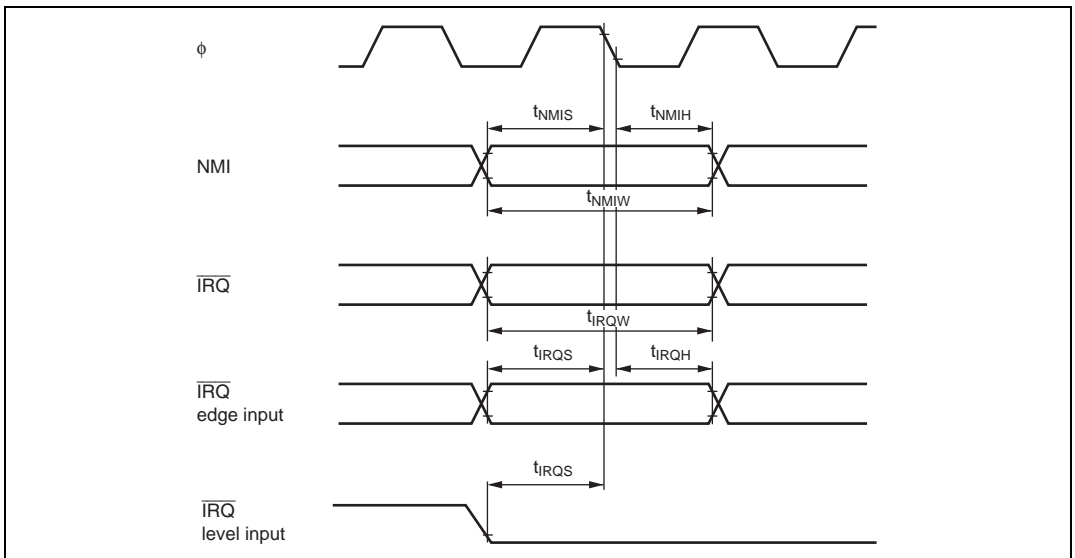 φ
tNMIS
tNMIH
NMI
tNMIW
IRQ
tIRQW
tIRQS
tIRQH
IRQ
edge input
tIRQS
IRQ
level input